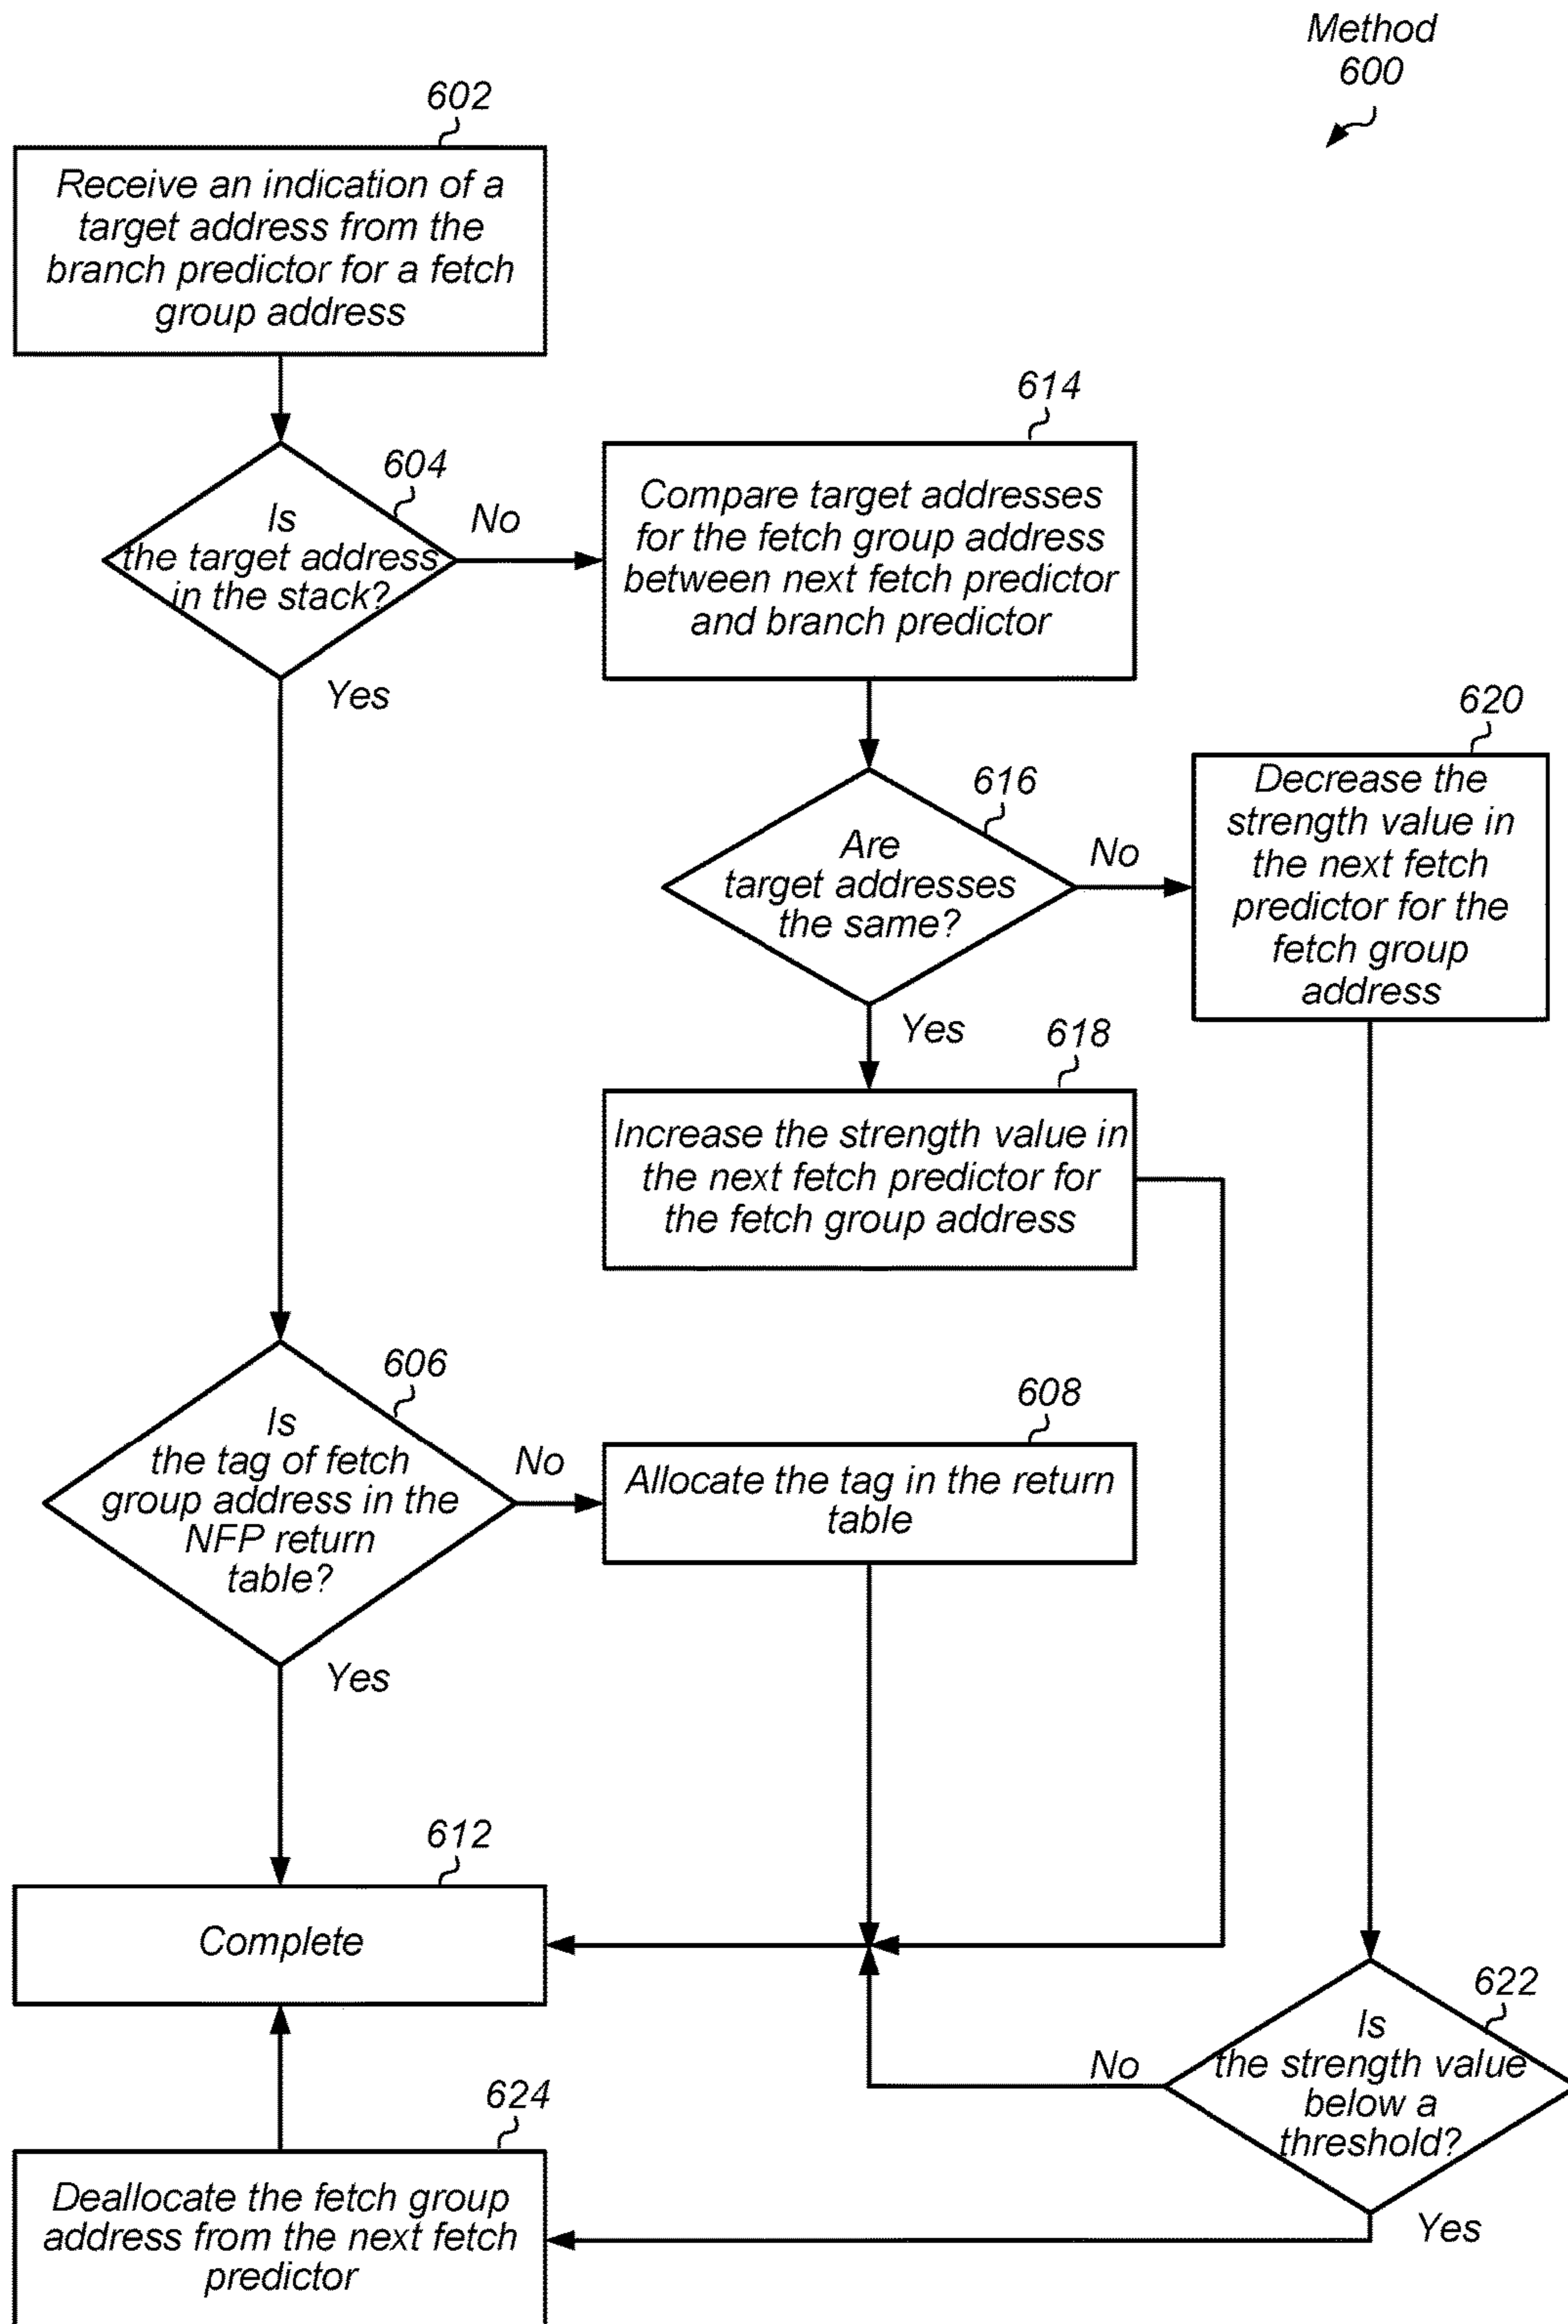 Method
600
602
Receive an indication of a
target address from the
branch predictor for a fetch
group address
604
Is
the target address
in the stack?
No
Yes
614
Compare target addresses
for the fetch group address
between next fetch predictor
and branch predictor
616
Are
target addresses
the same?
No
Yes
620
Decrease the
strength value in
the next fetch
predictor for the
fetch group
address
618
Increase the strength value in
the next fetch predictor for
the fetch group address
606
Is
the tag of fetch
group address in the
NFP return
table?
No
Yes
608
Allocate the tag in the return
table
612
Complete
622
Is
the strength value
below a
threshold?
No
Yes
624
Deallocate the fetch group
address from the next fetch
predictor